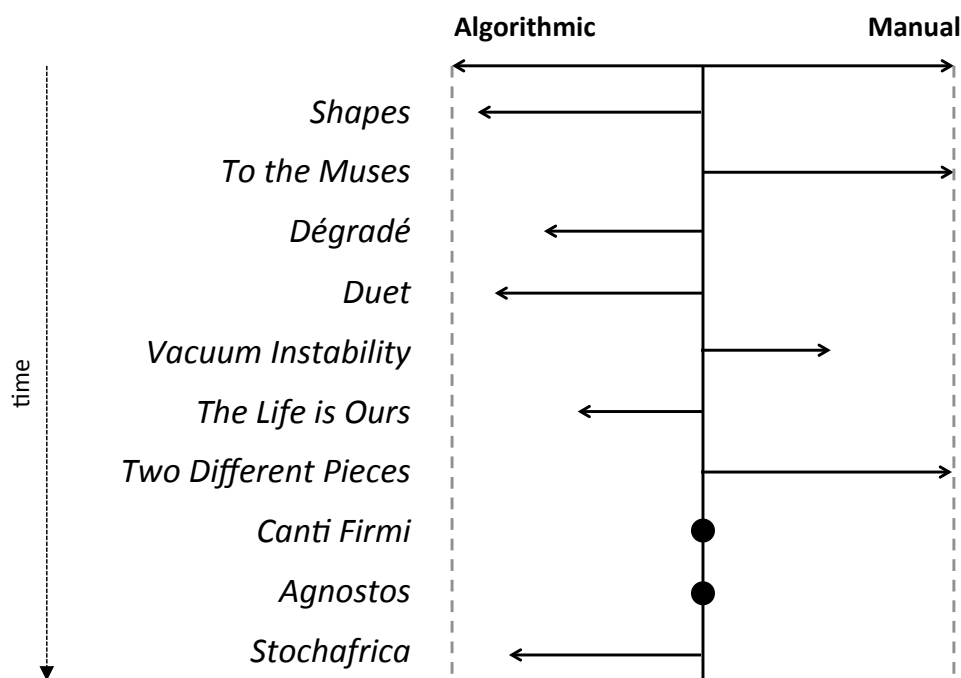 Algorithmic
Manual
Shapes
To the Muses
Dégradé
Duet
Vacuum Instability
The Life is Ours
Two Different Pieces
Canti Firmi
Agnostos
Stochafrica
time